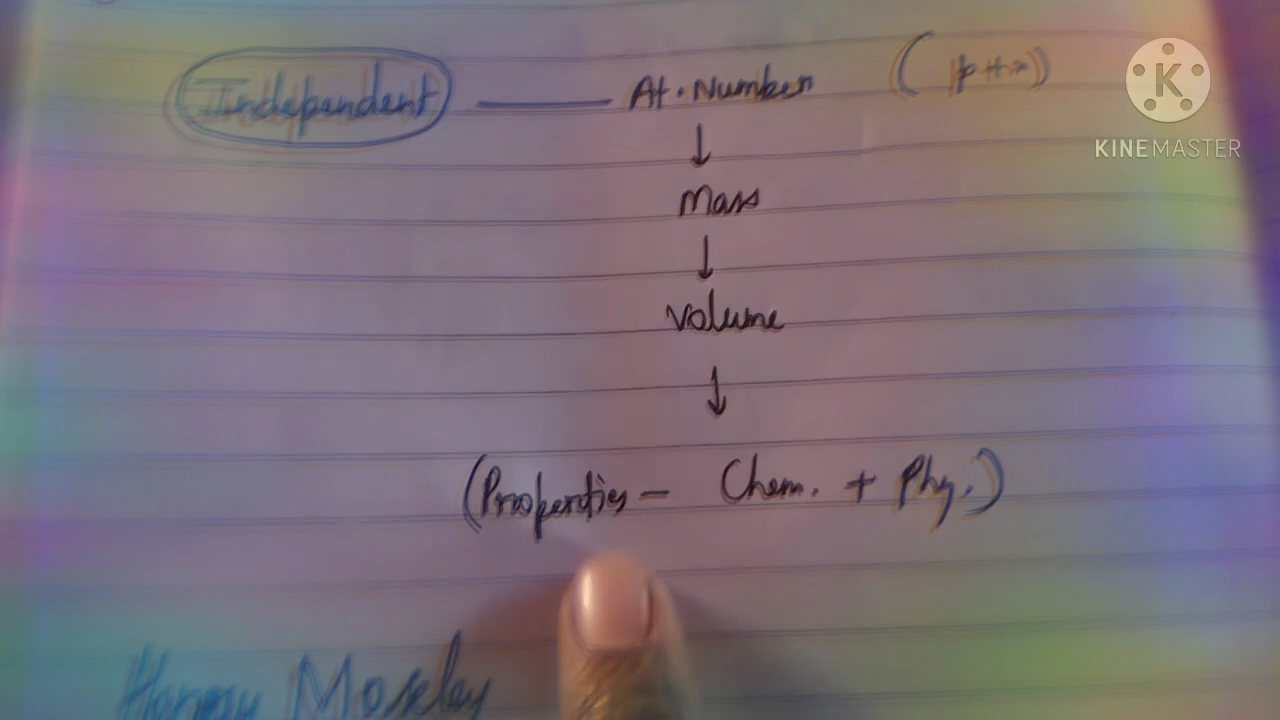 Independent — At. Number
KINEMASTER
↓
Mass
↓
Volume
↓
(Properties - Chem. + Phy.)
Henry Moseley